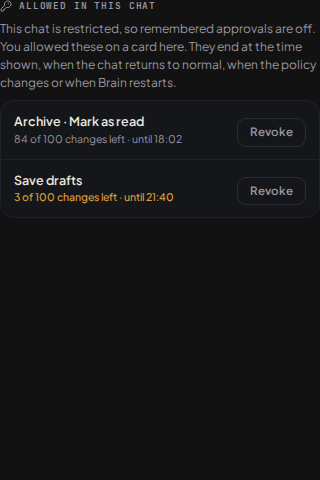 ALLOWED IN THIS CHAT
This chat is restricted, so remembered approvals are off.
You allowed these on a card here. They end at the time
shown, when the chat returns to normal, when the policy
changes or when Brain restarts.
Archive · Mark as read
84 of 100 changes left · until 18:02
Revoke
Save drafts
3 of 100 changes left · until 21:40
Revoke